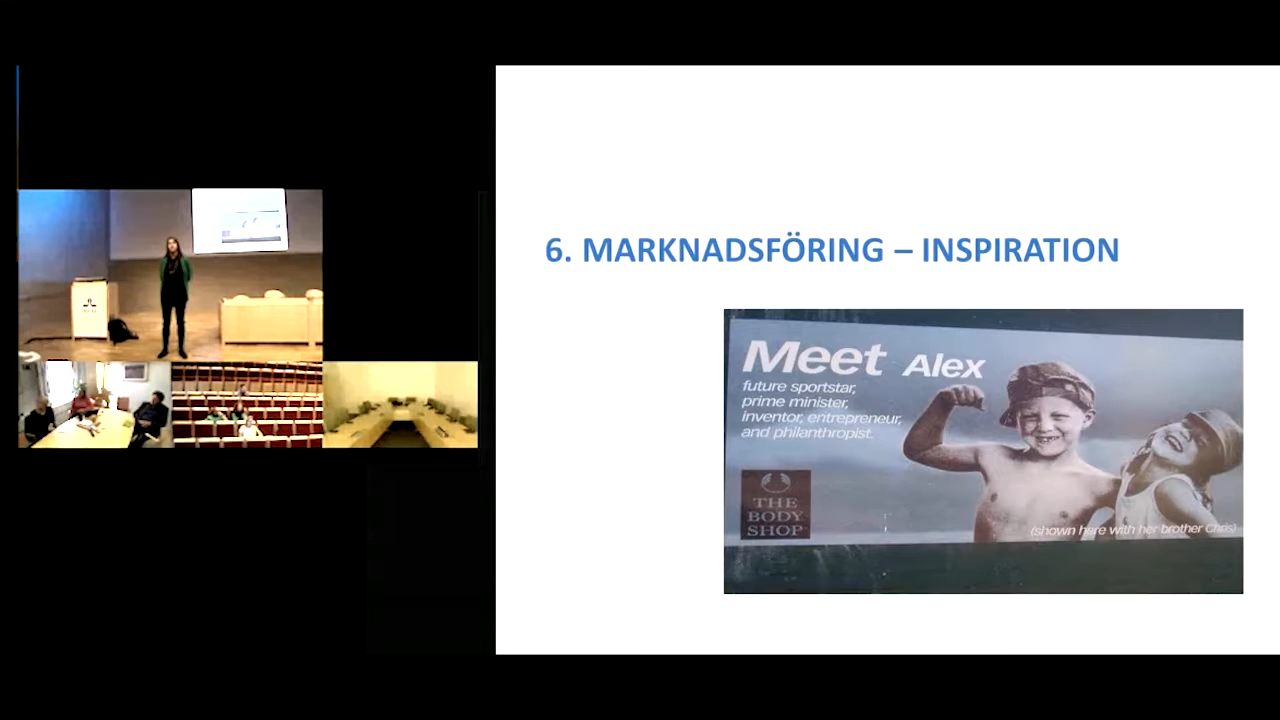 6. MARKNADSFÖRING – INSPIRATION
Meet Alex
future sportstar,
prime minister,
inventor, entrepreneur,
and philanthropist.
THE
BODY
SHOP
(shown here with her brother Chris)